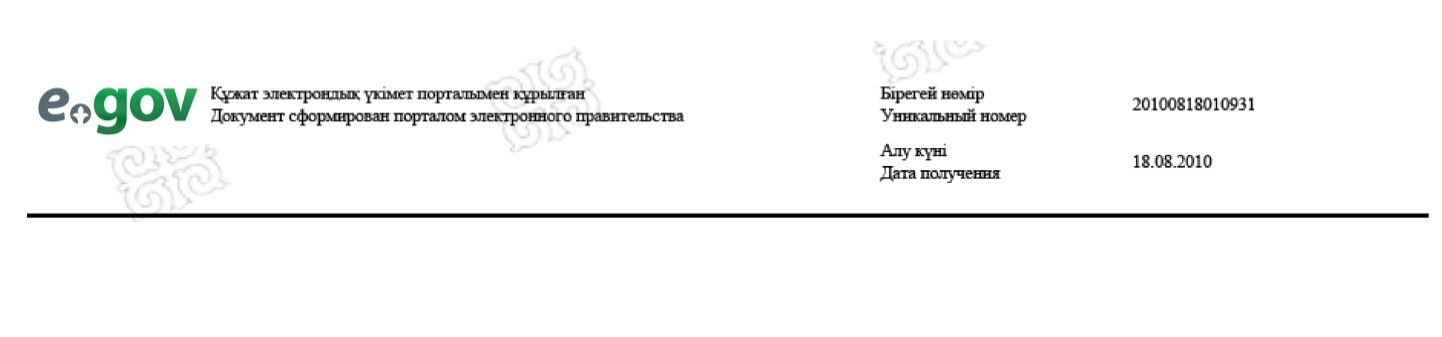 e.gov
Құжат электрондық үкімет порталымен құрылған
Документ сформирован порталом электронного правительства
Бірегей нөмір
Уникальный номер
20100818010931
Алу күні
Дата получения
18.08.2010